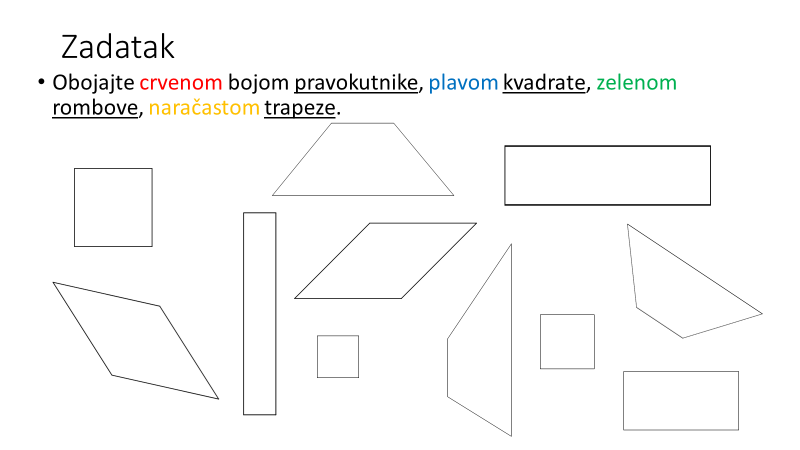 Zadatak
• Obojajte crvenom bojom pravokutnike, plavom kvadrate, zelenom
rombove, naračastom trapeze.